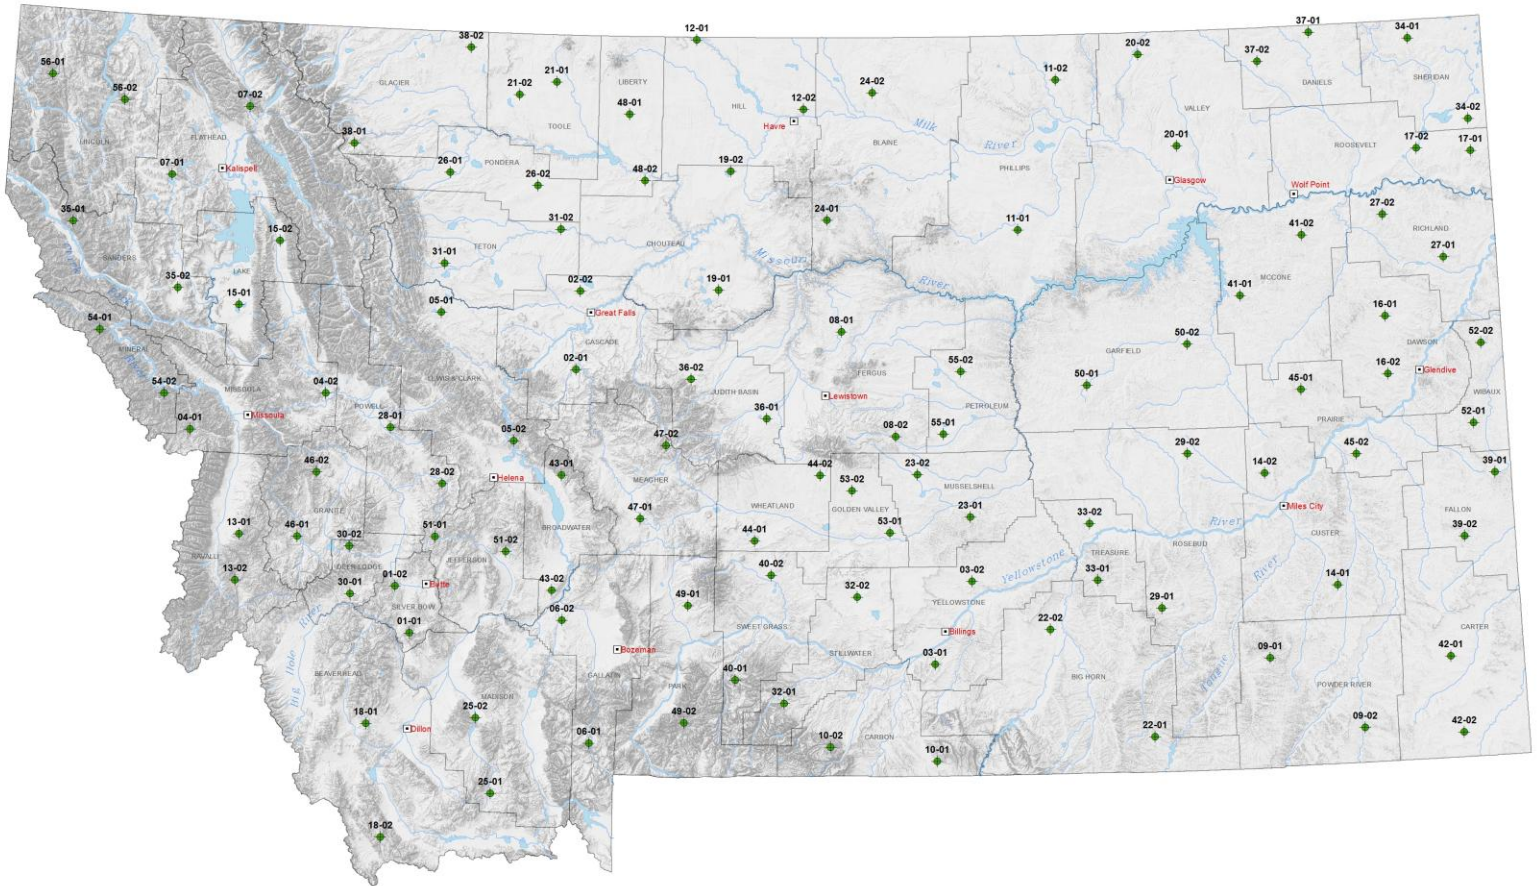 37-01
34-01
12-01
38-02
20-02
37-02
56-01
21-01
11-02
SHERIDAN
GLACIER
LIBERTY
DANIELS
24-02
56-02
21-02
07-02
48-01
HILL
12-02
VALLEY
34-02
Havre
TOOLE
Milk
38-01
FLATHEAD
LINCOLN
BLAINE
River
20-01
ROOSEVELT
17-02
17-01
07-01
Kalispell
26-01
PONDERA
19-02
PHILLIPS
48-02
26-02
Glasgow
Wolf Point
27-02
35-01
24-01
11-01
31-02
41-02
RICHLAND
15-02
TETON
CHOUTEAU
27-01
SANDERS
31-01
Missouri
LAKE
35-02
02-02
19-01
River
MCCONE
41-01
15-01
05-01
Great Falls
16-01
54-01
08-01
52-02
CASCADE
50-02
DAWSON
MINERAL
GARFIELD
02-01
36-02
FERGUS
55-02
16-02
Glendive
54-02
MISSOULA
04-02
LEWIS & CLARK
50-01
45-01
JUDITH BASIN
Lewistown
WIBAUX
POWELL
PETROLEUM
04-01
Missoula
28-01
36-01
52-01
PRAIRIE
05-02
47-02
08-02
55-01
29-02
45-02
46-02
28-02
Helena
43-01
44-02
23-02
14-02
39-01
MEACHER
53-02
MUSSELSHELL
GRANITE
WHEATLAND
GOLDEN VALLEY
Miles City
FALLON
47-01
23-01
33-02
13-01
46-01
51-01
BROADWATER
44-01
53-01
River
39-02
30-02
51-02
CUSTER
RAVALLI
DEER LODGE
JEFFERSON
TREASURE
ROSEBUD
13-02
30-01
01-02
Butte
43-02
40-02
03-02
Yellowstone
33-01
River
14-01
32-02
SILVER BOW
06-02
49-01
YELLOWSTONE
29-01
River
01-01
SWEET GRASS
Billings
22-02
CARTER
Bozeman
STILLWATER
09-01
42-01
Big Hole
BEAVERHEAD
GALLATIN
40-01
03-01
BIG HORN
Tongue
PARK
POWDER RIVER
MADISON
32-01
18-01
Dillon
25-02
49-02
09-02
42-02
06-01
10-02
CARBON
22-01
10-01
25-01
18-02